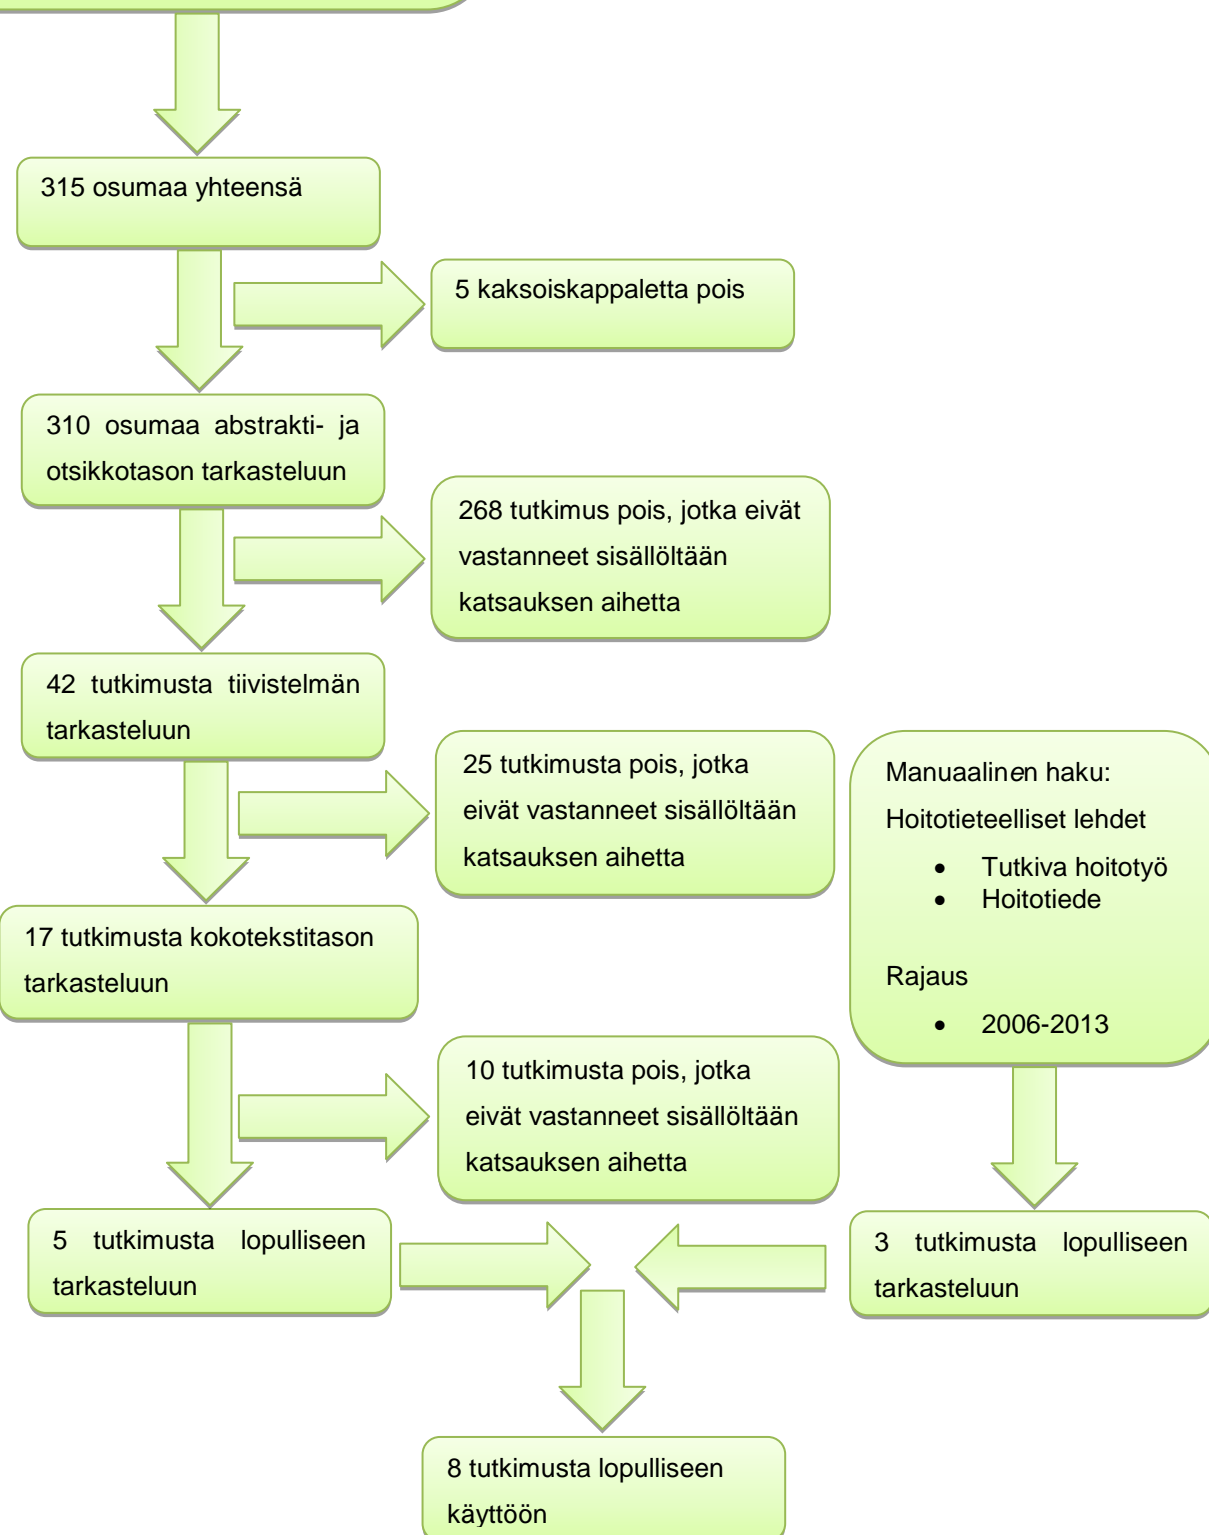 315 osumaa yhteensä
5 kaksoiskappaletta pois
310 osumaa abstrakti- ja
otsikkotason tarkasteluun
268 tutkimus pois, jotka eivät
vastanneet sisällöltään
katsauksen aihetta
42 tutkimusta tiivistelmän
tarkasteluun
25 tutkimusta pois, jotka
eivät vastanneet sisällöltään
katsauksen aihetta
Manuaalinen haku:
Hoitotieteelliset lehdet
• Tutkiva hoitotyö
• Hoitotiede
Rajaus
• 2006-2013
17 tutkimusta kokotekstitason
tarkasteluun
10 tutkimusta pois, jotka
eivät vastanneet sisällöltään
katsauksen aihetta
5 tutkimusta lopulliseen
tarkasteluun
3 tutkimusta lopulliseen
tarkasteluun
8 tutkimusta lopulliseen
käyttöön